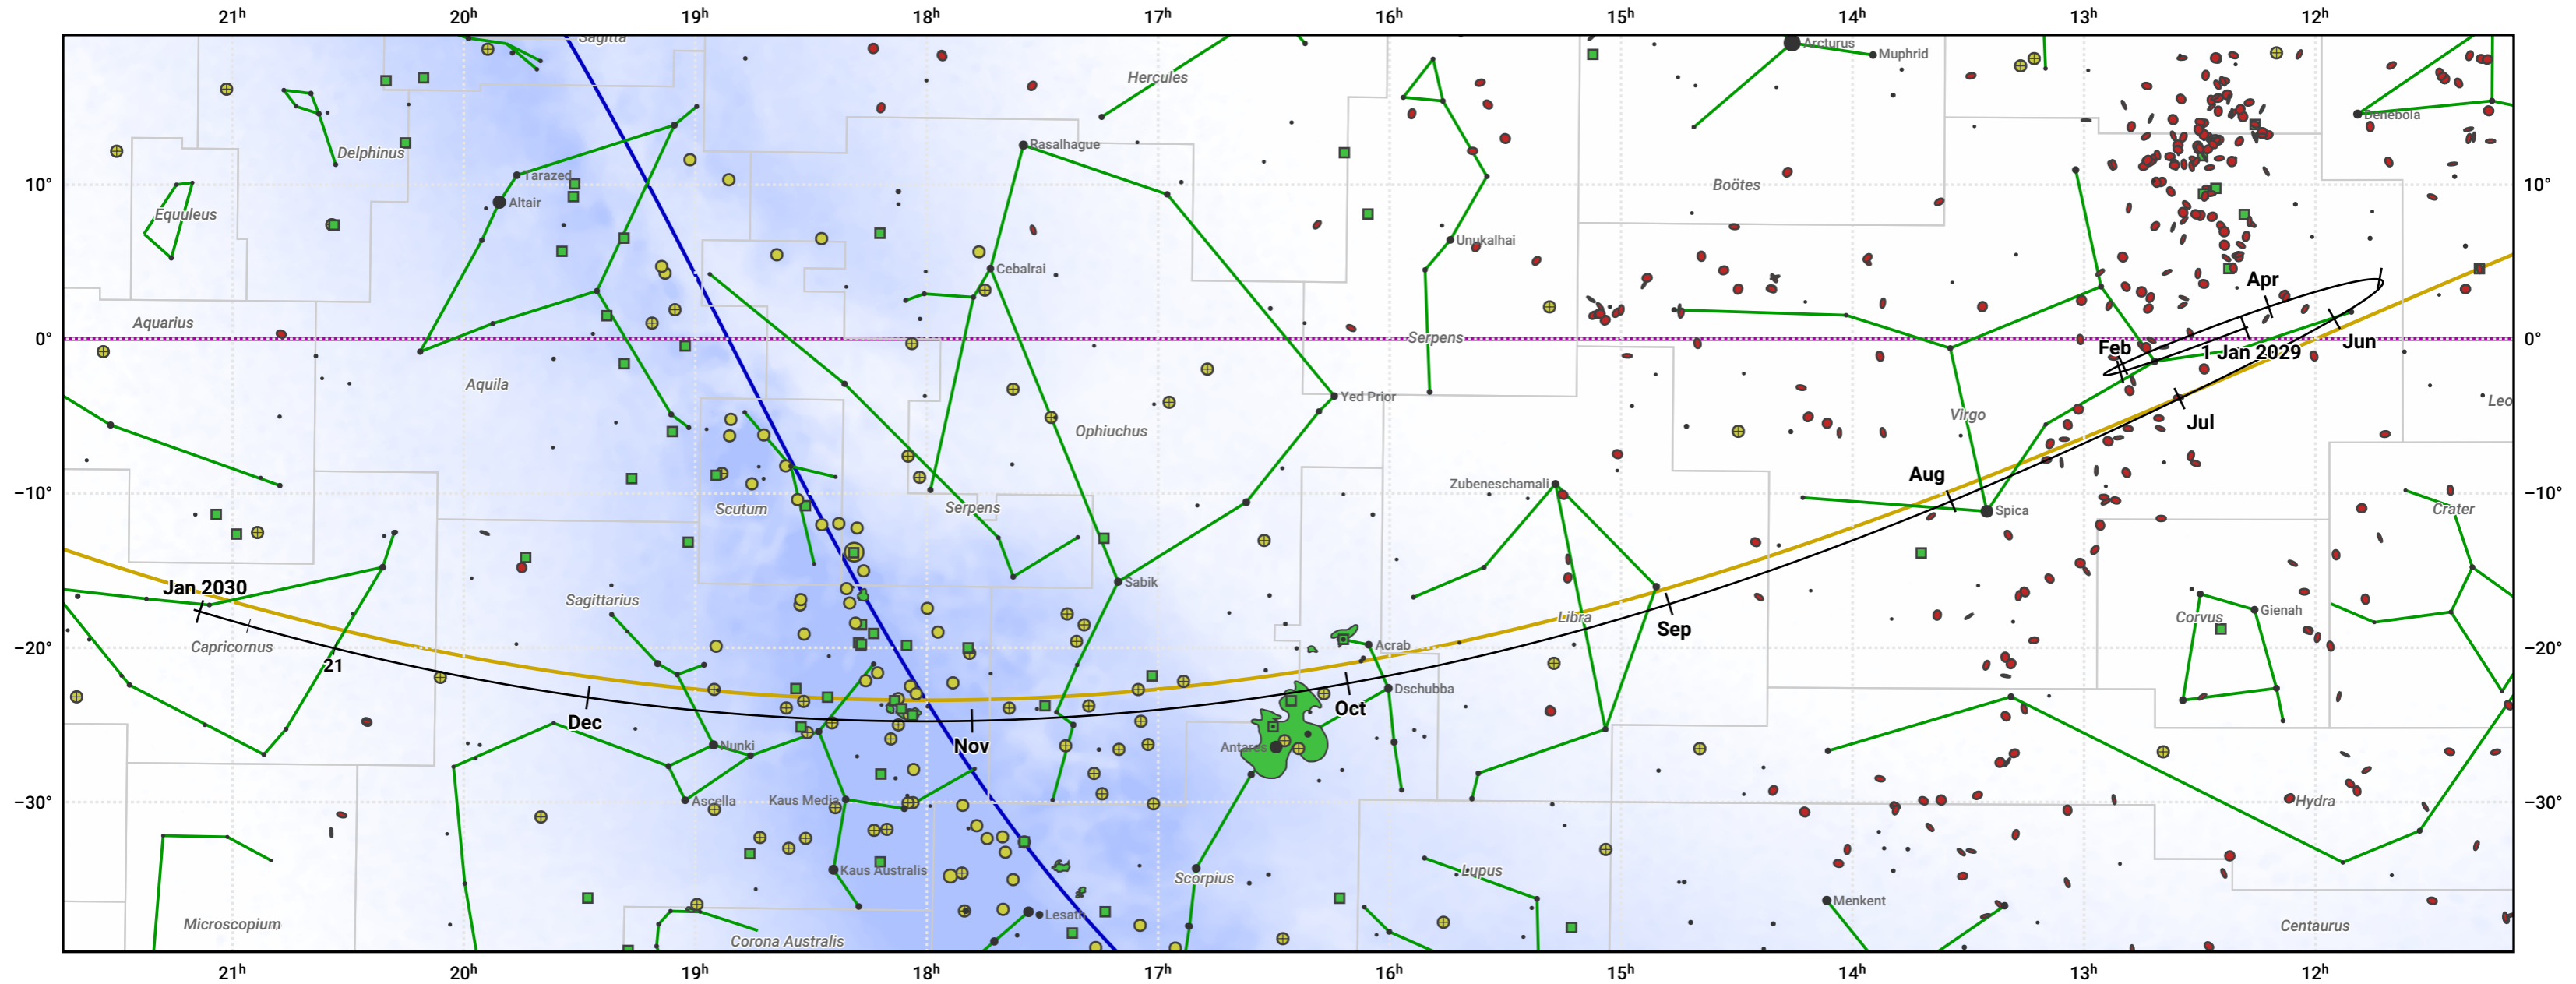 21h 20h 19h 18h 17h 16h 15h 14h 13h 12h
Sagitta
Arcturus
Muphrid
Hercules
Denebola
Rasalhague
Delphinus
Tarazed
10° 10°
Boötes
Altair
Equuleus
Unukalhai
Cebalrai
Apr
Aquarius
0° Serpens 0°
Feb 1 Jan 2029 Jun
Aquila
Yed Prior
Leo
Virgo
Jul
Ophiuchus
Aug
Zubeneschamali
−10° −10°
Scutum Serpens Spica Crater
Sabik
Jan 2030
Sagittarius
Libra Corvus Gienah
Sep
Capricornus −20° Acrab −20°
21
Dschubba
Oct
Dec
Nunki Nov Antares
−30° Ascella Kaus Media Hydra −30°
Kaus Australis Lupus
Scorpius
Menkent
Lesath
Microscopium Centaurus
Corona Australis
21h 20h 19h 18h 17h 16h 15h 14h 13h 12h